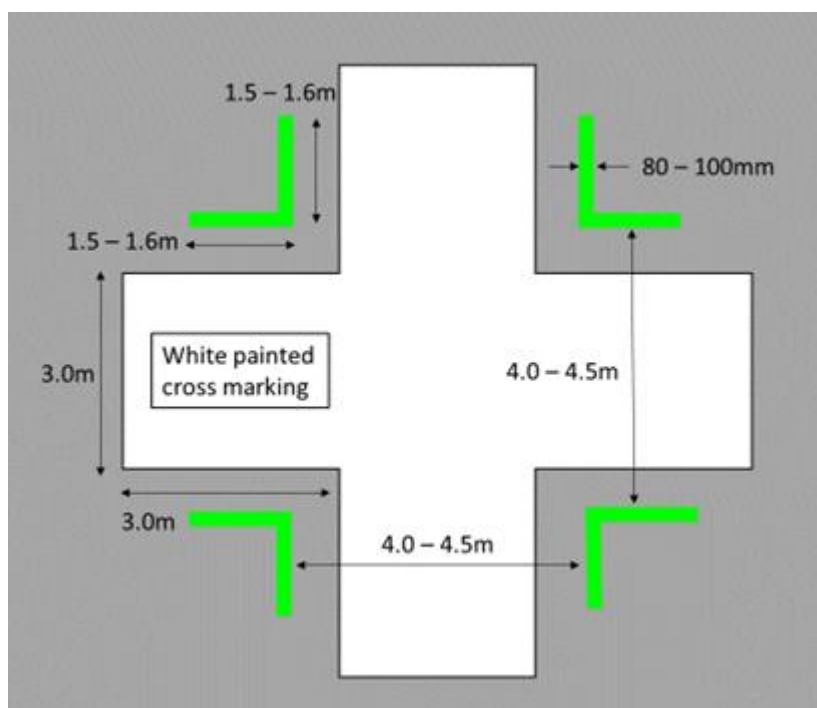 1.5 – 1.6m
80 – 100mm
1.5 – 1.6m
White painted
cross marking
3.0m
4.0 – 4.5m
3.0m
4.0 – 4.5m